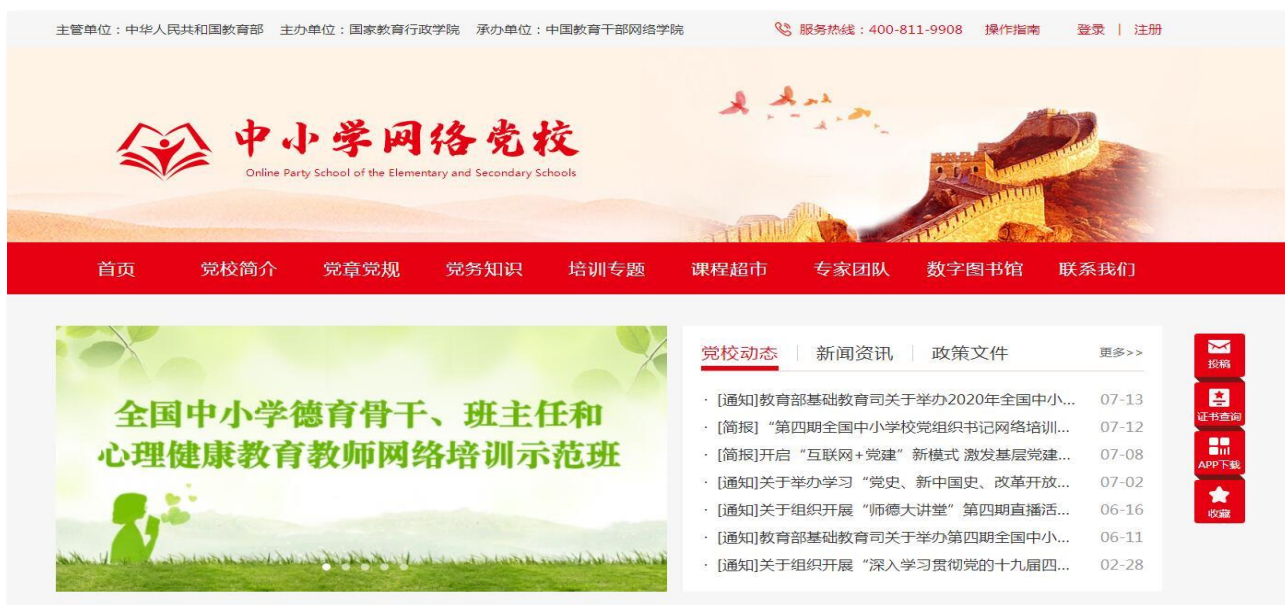 主管单位：中华人民共和国教育部 主办单位：国家教育行政学院 承办单位：中国教育干部网络学院 服务热线：400-811-9908 操作指南 登录 | 注册
中小学网络党校
Online Party School of the Elementary and Secondary Schools
首页 党校简介 党章党规 党务知识 培训专题 课程超市 专家团队 数字图书馆 联系我们
全国中小学德育骨干、班主任和
心理健康教育教师网络培训示范班
党校动态 新闻资讯 政策文件 更多>>
· [通知]教育部基础教育司关于举办2020年全国中小... 07-13
· [简报]“第四期全国中小学校党组织书记网络培训... 07-12
· [简报]开启“互联网+党建”新模式 激发基层党建... 07-08
· [通知]关于举办学习“党史、新中国史、改革开放... 07-02
· [通知]关于组织开展“师德大讲堂”第四期直播活... 06-16
· [通知]教育部基础教育司关于举办第四期全国中小... 06-11
· [通知]关于组织开展“深入学习贯彻党的十九届四... 02-28
投稿
证书查询
APP下载
收藏